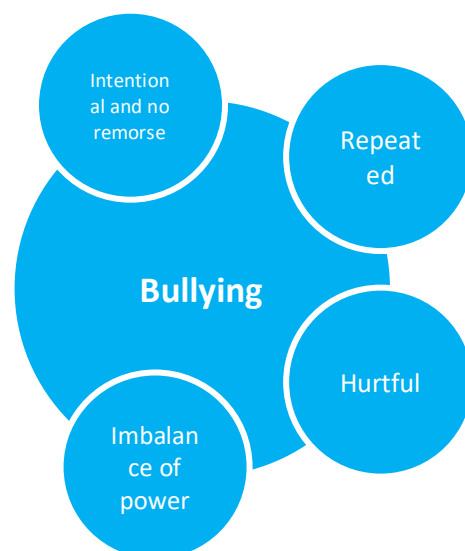 Intention
al and no
remorse
Repeat
ed
Bullying
Hurtful
Imbalan
ce of
power